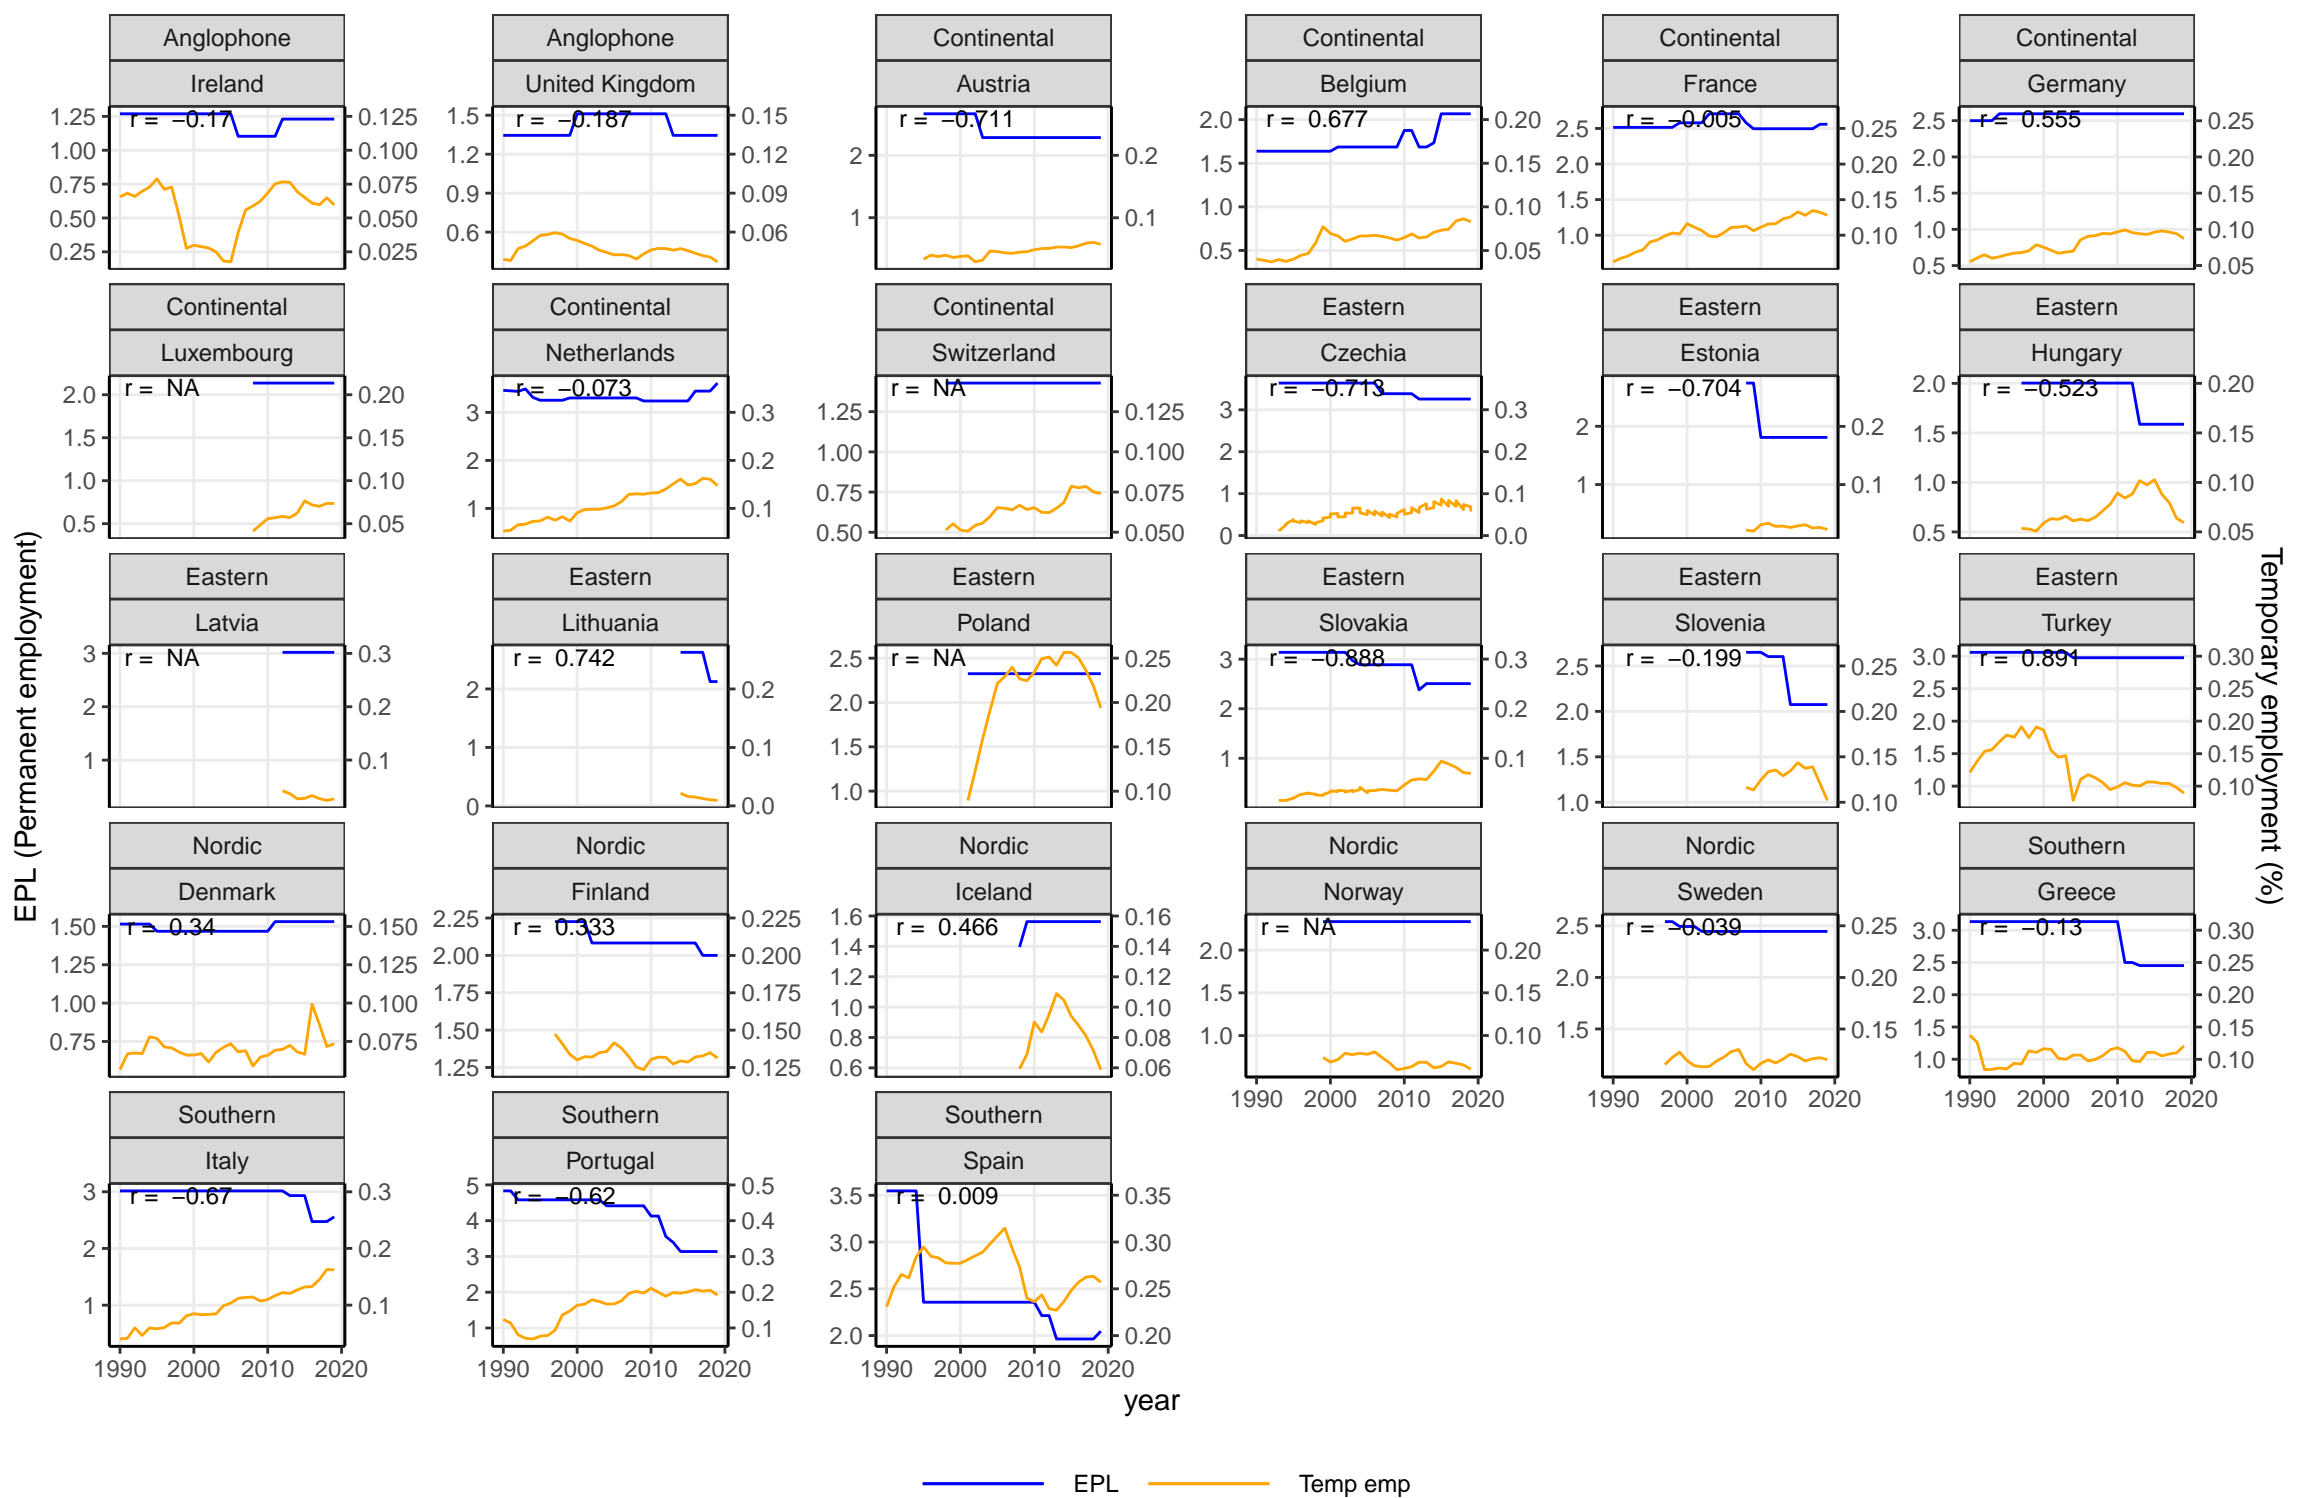 Anglophone Anglophone Continental Continental Continental Continental
Ireland United Kingdom Austria Belgium France Germany
r = −0.17 r = −0.187 r = −0.711 r = 0.677 r = −0.005 r = 0.555
1.25 1.00 0.75 0.50 0.25 0.125 0.100 0.075 0.050 0.025
1.5 1.2 0.9 0.6 0.15 0.12 0.09 0.06
2 1 0.2 0.1
2.0 1.5 1.0 0.5 0.20 0.15 0.10 0.05
2.5 2.0 1.5 1.0 0.25 0.20 0.15 0.10
2.5 2.0 1.5 1.0 0.5 0.25 0.20 0.15 0.10 0.05
Continental Continental Continental Eastern Eastern Eastern
Luxembourg Netherlands Switzerland Czechia Estonia Hungary
r = NA r = −0.073 r = NA r = −0.713 r = −0.704 r = −0.523
2.0 1.5 1.0 0.5 0.20 0.15 0.10 0.05
3 2 1 0.3 0.2 0.1
1.25 1.00 0.75 0.50 0.125 0.100 0.075 0.050
3 2 1 0 0.3 0.2 0.1 0.0
2 1 0.2 0.1
2.0 1.5 1.0 0.5 0.20 0.15 0.10 0.05
Eastern Eastern Eastern Eastern Eastern Eastern
Latvia Lithuania Poland Slovakia Slovenia Turkey
r = NA r = 0.742 r = NA r = −0.888 r = −0.199 r = 0.891
3 2 1 0.3 0.2 0.1
2 1 0 0.2 0.1 0.0
2.5 2.0 1.5 1.0 0.25 0.20 0.15 0.10
3 2 1 0.3 0.2 0.1
2.5 2.0 1.5 1.0 0.25 0.20 0.15 0.10
3.0 2.5 2.0 1.5 1.0 0.30 0.25 0.20 0.15 0.10
Nordic Nordic Nordic Nordic Nordic Southern
Denmark Finland Iceland Norway Sweden Greece
r = 0.34 r = 0.333 r = 0.466 r = NA r = −0.039 r = −0.13
1.50 1.25 1.00 0.75 0.150 0.125 0.100 0.075
2.25 2.00 1.75 1.50 1.25 0.225 0.200 0.175 0.150 0.125
1.6 1.4 1.2 1.0 0.8 0.6 0.16 0.14 0.12 0.10 0.08 0.06
2.0 1.5 1.0 0.20 0.15 0.10
2.5 2.0 1.5 0.25 0.20 0.15
3.0 2.5 2.0 1.5 1.0 0.30 0.25 0.20 0.15 0.10
1990 2000 2010 2020 1990 2000 2010 2020 1990 2000 2010 2020
Southern Southern Southern
Italy Portugal Spain
r = −0.67 r = −0.62 r = 0.009
3 2 1 0.3 0.2 0.1
5 4 3 2 1 0.5 0.4 0.3 0.2 0.1
3.5 3.0 2.5 2.0 0.35 0.30 0.25 0.20
1990 2000 2010 2020 1990 2000 2010 2020 1990 2000 2010 2020
year
EPL (Permanent employment)
Temporary employment (%)
EPL Temp emp